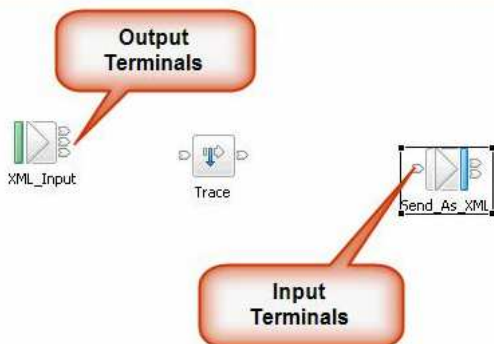 Output
Terminals
XML_Input
Trace
Send_As_XML
Input
Terminals